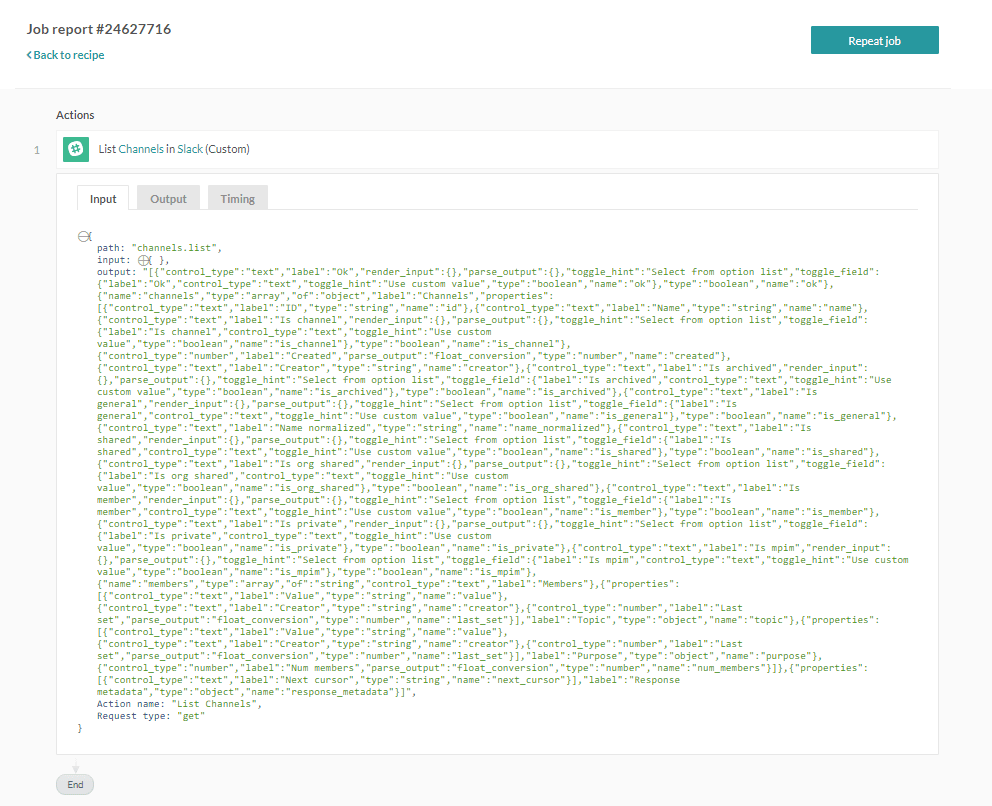 Job report #24627716
Back to recipe
Repeat job
Actions
1
List Channels in Slack (Custom)
Input
Output
Timing
{
path: "channels.list",
input: { },
output: "[{"control_type":"text","label":"Ok","render_input":{},"parse_output":{},"toggle_hint":"Select from option list","toggle_field":
{"label":"Ok","control_type":"text","toggle_hint":"Use custom value","type":"boolean","name":"ok"},"type":"boolean","name":"ok"},
{"name":"channels","type":"array","of":"object","label":"Channels","properties":
[{"control_type":"text","label":"ID","type":"string","name":"id"},{"control_type":"text","label":"Name","type":"string","name":"name"},
{"control_type":"text","label":"Is channel","render_input":{},"parse_output":{},"toggle_hint":"Select from option list","toggle_field":
{"label":"Is channel","control_type":"text","toggle_hint":"Use custom
value","type":"boolean","name":"is_channel"},"type":"boolean","name":"is_channel"},
{"control_type":"number","label":"Created","parse_output":"float_conversion","type":"number","name":"created"},
{"control_type":"text","label":"Creator","type":"string","name":"creator"},{"control_type":"text","label":"Is archived","render_input":
{},"parse_output":{},"toggle_hint":"Select from option list","toggle_field":{"label":"Is archived","control_type":"text","toggle_hint":"Use
custom value","type":"boolean","name":"is_archived"},"type":"boolean","name":"is_archived"},{"control_type":"text","label":"Is
general","render_input":{},"parse_output":{},"toggle_hint":"Select from option list","toggle_field":{"label":"Is
general","control_type":"text","toggle_hint":"Use custom value","type":"boolean","name":"is_general"},"type":"boolean","name":"is_general"},
{"control_type":"text","label":"Name normalized","type":"string","name":"name_normalized"},{"control_type":"text","label":"Is
shared","render_input":{},"parse_output":{},"toggle_hint":"Select from option list","toggle_field":{"label":"Is
shared","control_type":"text","toggle_hint":"Use custom value","type":"boolean","name":"is_shared"},"type":"boolean","name":"is_shared"},
{"control_type":"text","label":"Is org shared","render_input":{},"parse_output":{},"toggle_hint":"Select from option list","toggle_field":
{"label":"Is org shared","control_type":"text","toggle_hint":"Use custom
value","type":"boolean","name":"is_org_shared"},"type":"boolean","name":"is_org_shared"},{"control_type":"text","label":"Is
member","render_input":{},"parse_output":{},"toggle_hint":"Select from option list","toggle_field":{"label":"Is
member","control_type":"text","toggle_hint":"Use custom value","type":"boolean","name":"is_member"},"type":"boolean","name":"is_member"},
{"control_type":"text","label":"Is private","render_input":{},"parse_output":{},"toggle_hint":"Select from option list","toggle_field":
{"label":"Is private","control_type":"text","toggle_hint":"Use custom
value","type":"boolean","name":"is_private"},"type":"boolean","name":"is_private"},{"control_type":"text","label":"Is mpim","render_input":
{},"parse_output":{},"toggle_hint":"Select from option list","toggle_field":{"label":"Is mpim","control_type":"text","toggle_hint":"Use custom
value","type":"boolean","name":"is_mpim"},"type":"boolean","name":"is_mpim"},
{"name":"members","type":"array","of":"string","control_type":"text","label":"Members"},{"properties":
[{"control_type":"text","label":"Value","type":"string","name":"value"},
{"control_type":"text","label":"Creator","type":"string","name":"creator"},{"control_type":"number","label":"Last
set","parse_output":"float_conversion","type":"number","name":"last_set"}],"label":"Topic","type":"object","name":"topic"},{"properties":
[{"control_type":"text","label":"Value","type":"string","name":"value"},
{"control_type":"text","label":"Creator","type":"string","name":"creator"},{"control_type":"number","label":"Last
set","parse_output":"float_conversion","type":"number","name":"last_set"}],"label":"Purpose","type":"object","name":"purpose"},
{"control_type":"number","label":"Num members","parse_output":"float_conversion","type":"number","name":"num_members"}]},{"properties":
[{"control_type":"text","label":"Next cursor","type":"string","name":"next_cursor"}],"label":"Response
metadata","type":"object","name":"response_metadata"}]",
Action name: "List Channels",
Request type: "get"
}
End